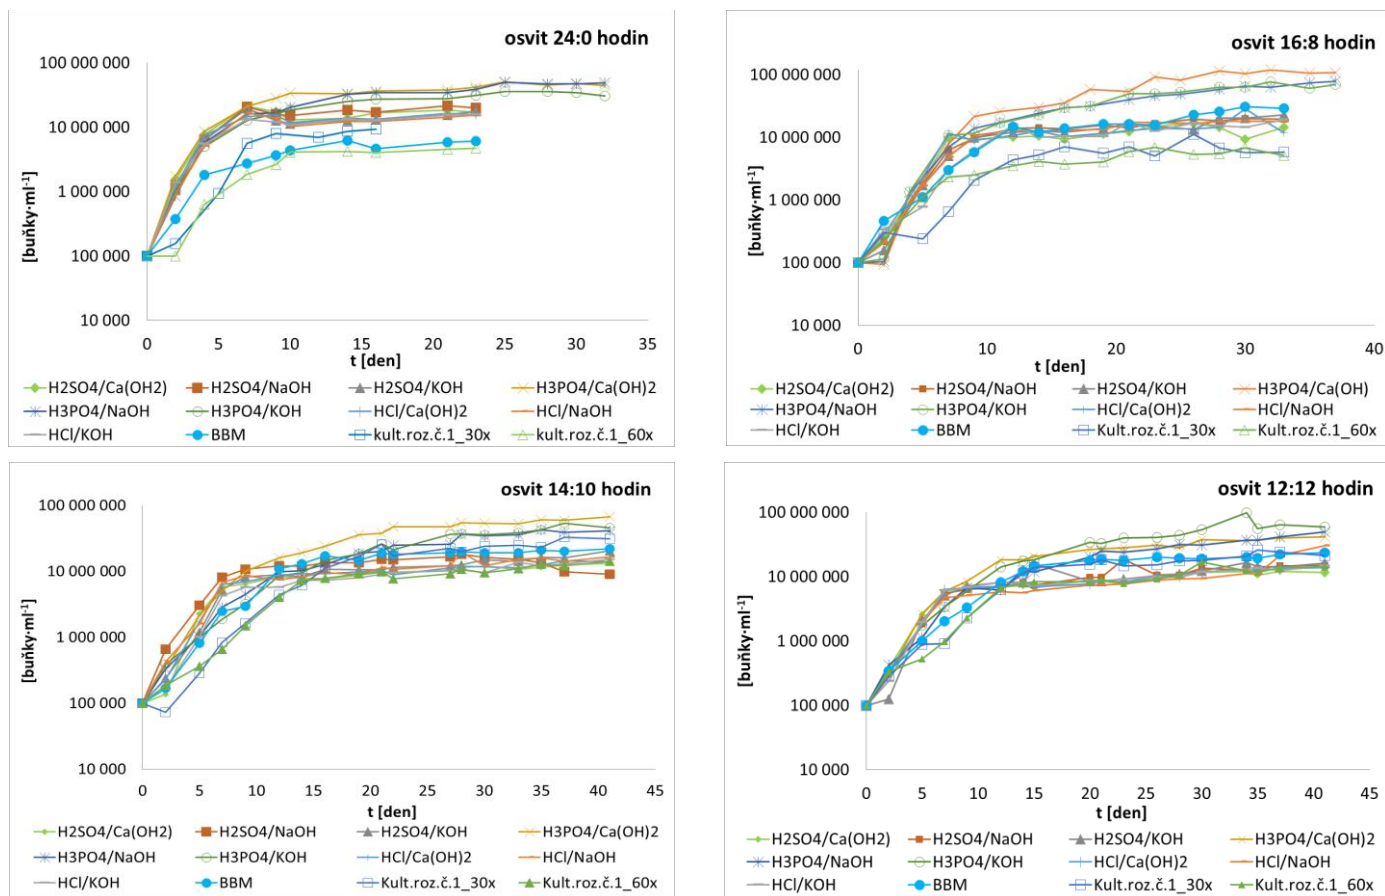 osvit 24:0 hodin
[buňky·ml-1]
100 000 000
10 000 000
1 000 000
100 000
10 000
0 5 10 15 20 25 30 35
t [den]
H2SO4/Ca(OH2) H2SO4/NaOH H2SO4/KOH H3PO4/Ca(OH)2
H3PO4/NaOH H3PO4/KOH HCl/Ca(OH)2 HCl/NaOH
HCl/KOH BBM kult.roz.č.1_30x kult.roz.č.1_60x
osvit 16:8 hodin
[buňky·ml-1]
100 000 000
10 000 000
1 000 000
100 000
10 000
0 10 20 30 40
t [den]
H2SO4/Ca(OH2) H2SO4/NaOH H2SO4/KOH H3PO4/Ca(OH)
H3PO4/NaOH H3PO4/KOH HCl/Ca(OH)2 HCl/NaOH
HCl/KOH BBM Kult.roz.č.1_30x Kult.roz.č.1_60x
osvit 14:10 hodin
[buňky·ml-1]
100 000 000
10 000 000
1 000 000
100 000
10 000
0 5 10 15 20 25 30 35 40 45
t [den]
H2SO4/Ca(OH2) H2SO4/NaOH H2SO4/KOH H3PO4/Ca(OH)2
H3PO4/NaOH H3PO4/KOH HCl/Ca(OH)2 HCl/NaOH
HCl/KOH BBM Kult.roz.č.1_30x Kult.roz.č.1_60x
osvit 12:12 hodin
[buňky·ml-1]
100 000 000
10 000 000
1 000 000
100 000
10 000
0 5 10 15 20 25 30 35 40 45
t [den]
H2SO4/Ca(OH2) H2SO4/NaOH H2SO4/KOH H3PO4/Ca(OH)2
H3PO4/NaOH H3PO4/KOH HCl/Ca(OH)2 HCl/NaOH
HCl/KOH BBM Kult.roz.č.1_30x Kult.roz.č.1_60x